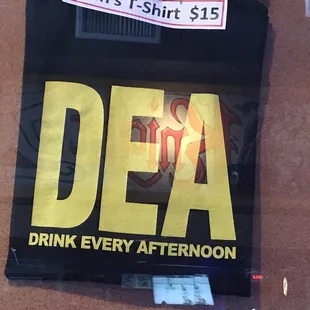 T-Shirt $15
DEA
DRINK EVERY AFTERNOON